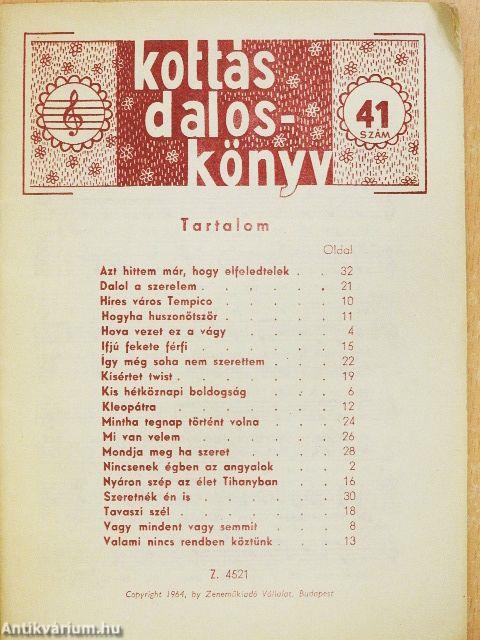 kottás
dalos-
könyv
41
SZÁM
Tartalom
Oldal
Azt hittem már, hogy elfeledtelek . . 32
Dalol a szerelem . . . . . . 21
Híres város Tempico . . . . 10
Hogyha huszonötször . . . . 11
Hova vezet ez a vágy . . . . 4
Ifjú fekete férfi . . . . . 15
Így még soha nem szerettem . . . 22
Kísértet twist . . . . . . 19
Kis hétköznapi boldogság . . . 6
Kleopátra . . . . . . 12
Mintha tegnap történt volna . . . 24
Mi van velem . . . . . 26
Mondja meg ha szeret . . . . 28
Nincsenek égben az angyalok . . 2
Nyáron szép az élet Tihanyban . . 16
Szeretnék én is . . . . . 30
Tavaszi szél . . . . . . 18
Vagy mindent vagy semmit . . . 8
Valami nincs rendben köztünk . . . 13
Z. 4521
Copyright 1964, by Zeneműkiadó Vállalat, Budapest
Antikvárium.hu